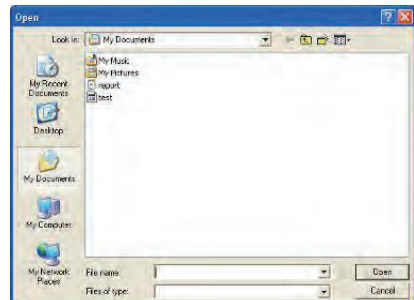 Open
Look in:
My Documents
My Recent
Documents
Desktop
My Documents
My Computer
My Network
Places
My Music
My Pictures
report
test
File name:
Open
Files of type:
Cancel